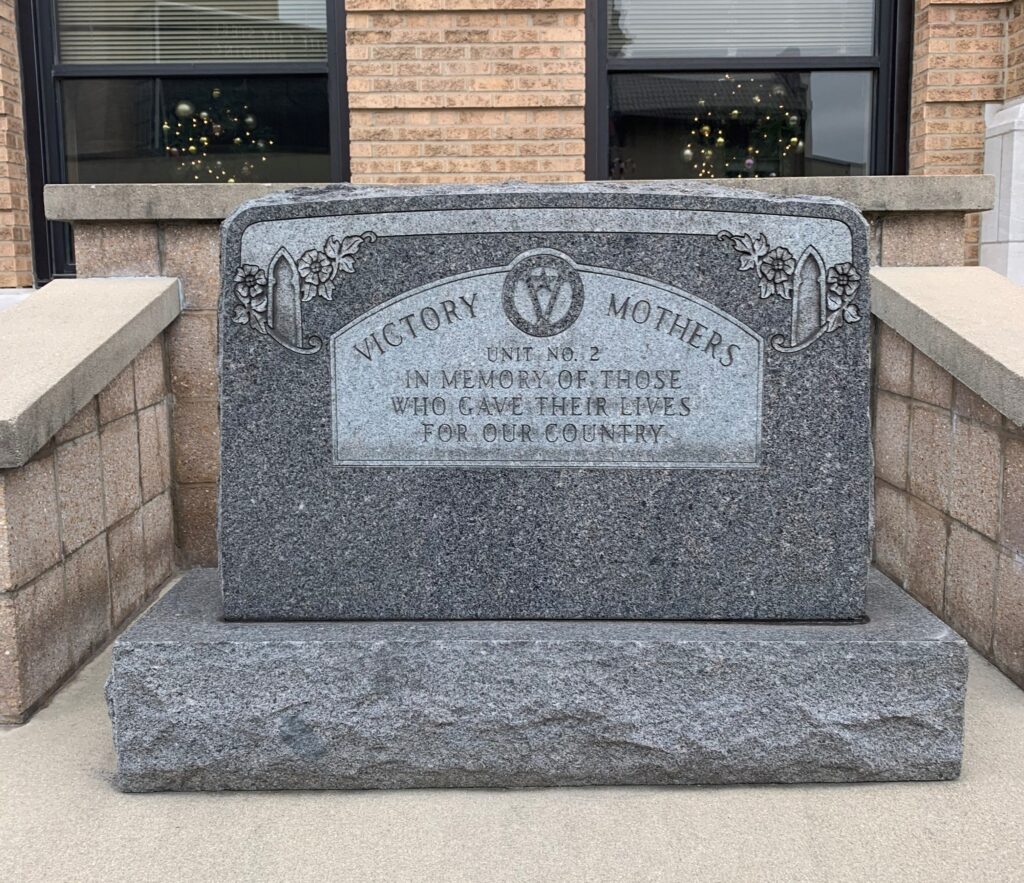 VICTORY MOTHERS
UNIT NO. 2
IN MEMORY OF THOSE
WHO GAVE THEIR LIVES
FOR OUR COUNTRY